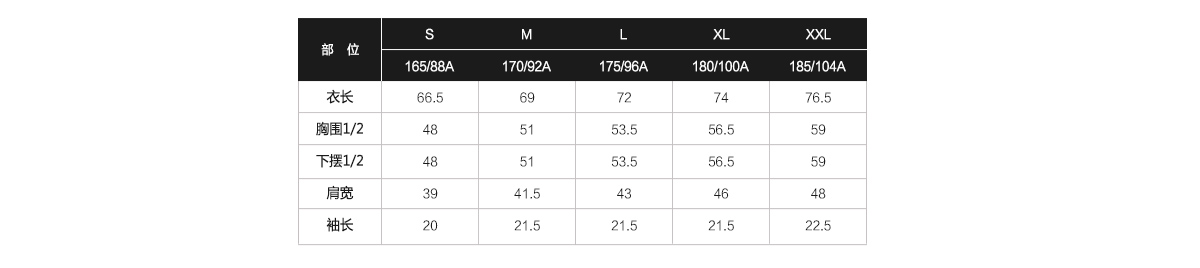 部 位 S M L XL XXL
165/88A 170/92A 175/96A 180/100A 185/104A
衣长 66.5 69 72 74 76.5
胸围1/2 48 51 53.5 56.5 59
下摆1/2 48 51 53.5 56.5 59
肩宽 39 41.5 43 46 48
袖长 20 21.5 21.5 21.5 22.5